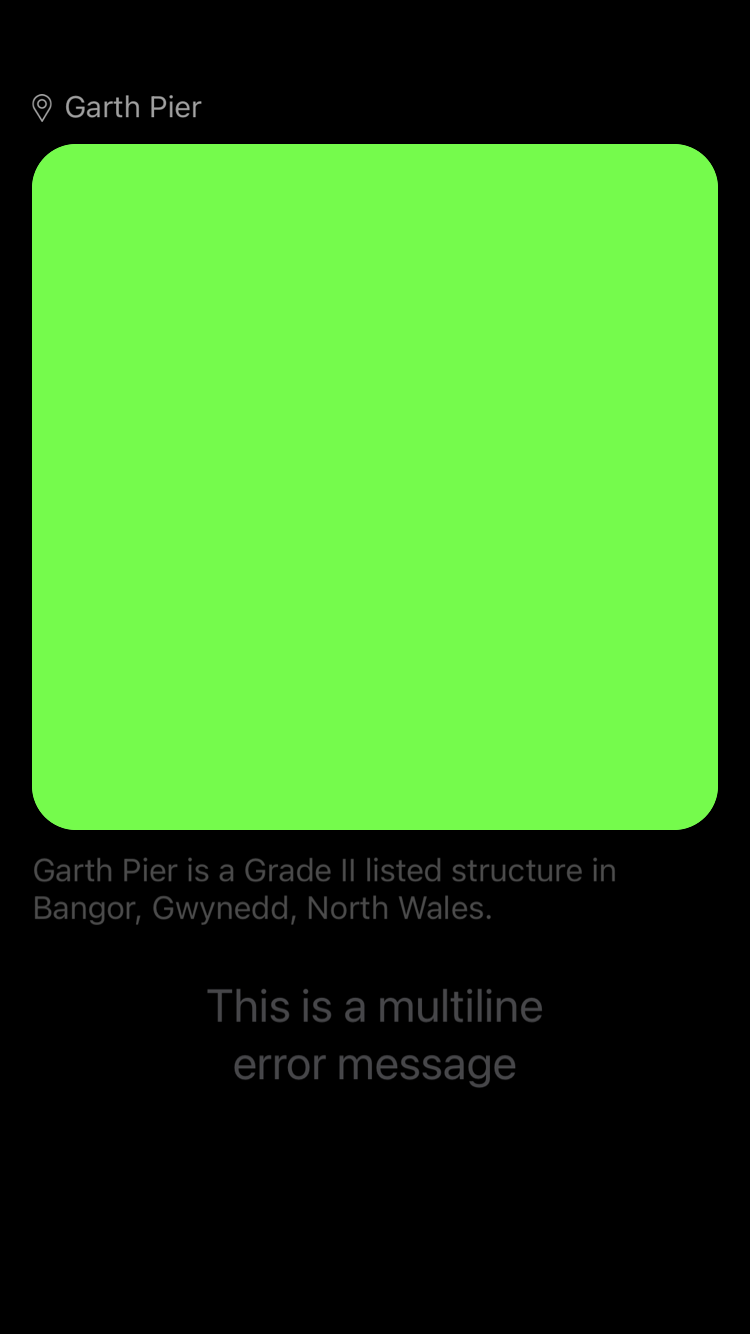 Garth Pier
Garth Pier is a Grade II listed structure in
Bangor, Gwynedd, North Wales.
This is a multiline
error message